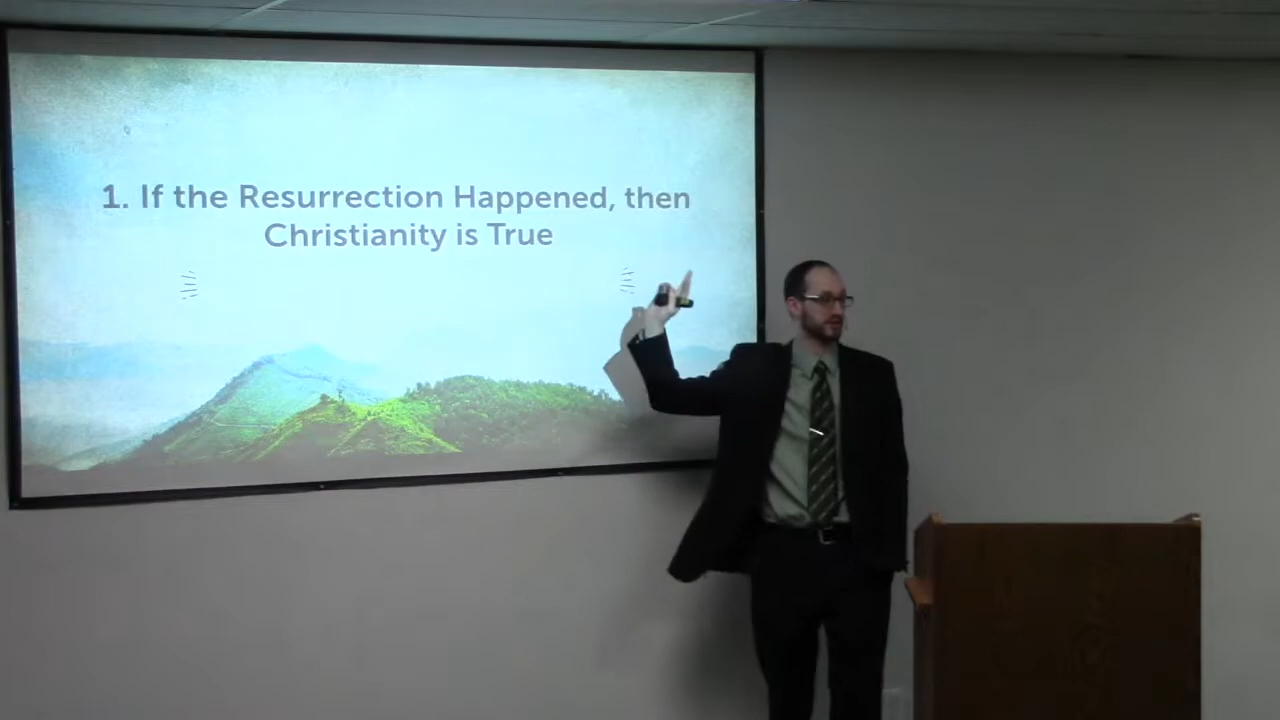 1. If the Resurrection Happened, then
Christianity is True